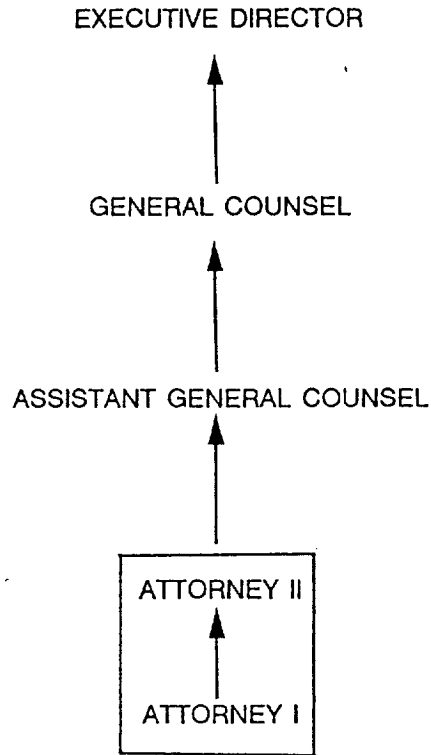 EXECUTIVE DIRECTOR
GENERAL COUNSEL
ASSISTANT GENERAL COUNSEL
ATTORNEY II
ATTORNEY I